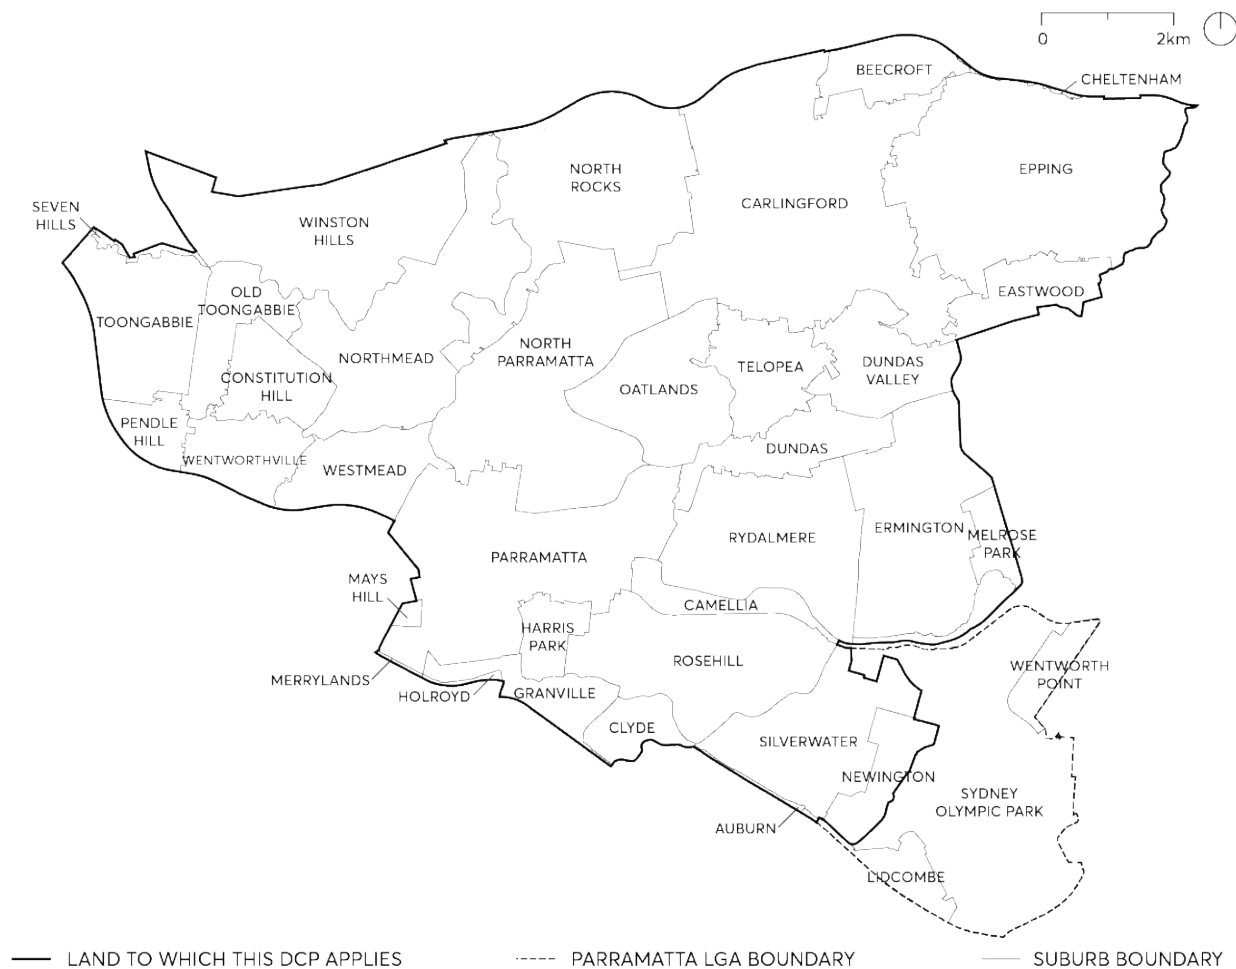 0
2km
BEECROFT
CHELTENHAM
NORTH
ROCKS
EPPING
CARLINGFORD
SEVEN
HILLS
WINSTON
HILLS
OLD
TOONGABBIE
EASTWOOD
TOONGABBIE
NORTH
PARRAMATTA
NORTHMEAD
TELOPEA
DUNDAS
VALLEY
CONSTITUTION
HILL
OATLANDS
PENDLE
HILL
DUNDAS
WENTWORTHVILLE
WESTMEAD
ERMINGTON
MELROSE
PARK
RYDALMERE
PARRAMATTA
MAYS
HILL
CAMELLIA
HARRIS
PARK
ROSEHILL
WENTWORTH
POINT
MERRYLANDS
HOLROYD
GRANVILLE
CLYDE
SILVERWATER
NEWINGTON
SYDNEY
OLYMPIC PARK
AUBURN
LIDCOMBE
LAND TO WHICH THIS DCP APPLIES
PARRAMATTA LGA BOUNDARY
SUBURB BOUNDARY